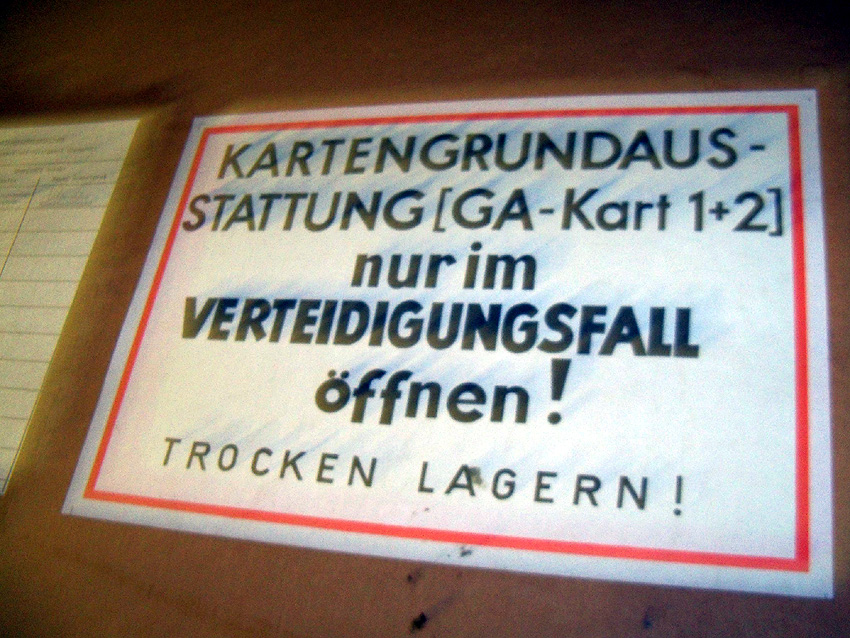 KARTENGRUNDAUS-
STATTUNG [GA-Kart 1+2]
nur im
VERTEIDIGUNGSFALL
öffnen!
TROCKEN LAGERN!